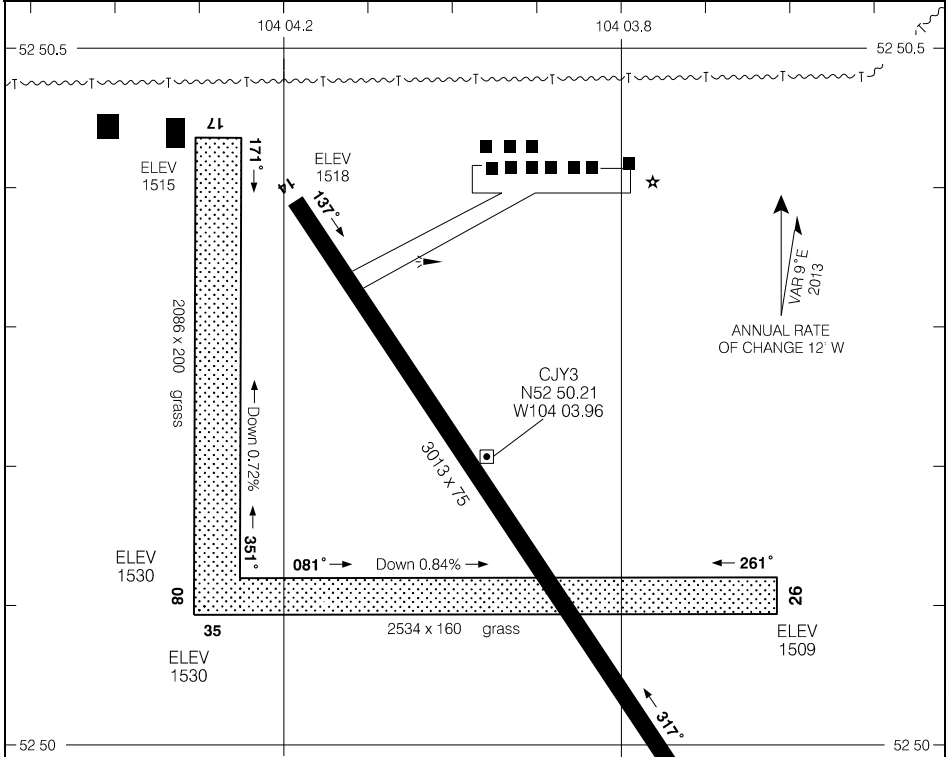 104 04.2
104 03.8
52 50.5
52 50.5
17
171°
ELEV
1515
ELEV
1518
14
137°
VAR 9°E
2013
ANNUAL RATE
OF CHANGE 12' W
2086 x 200 grass
CJY3
N52 50.21
W104 03.96
Down 0.72%
3013 x 75
351°
ELEV
1530
081°
Down 0.84%
261°
08
26
35
2534 x 160 grass
ELEV
1509
ELEV
1530
317°
52 50
52 50